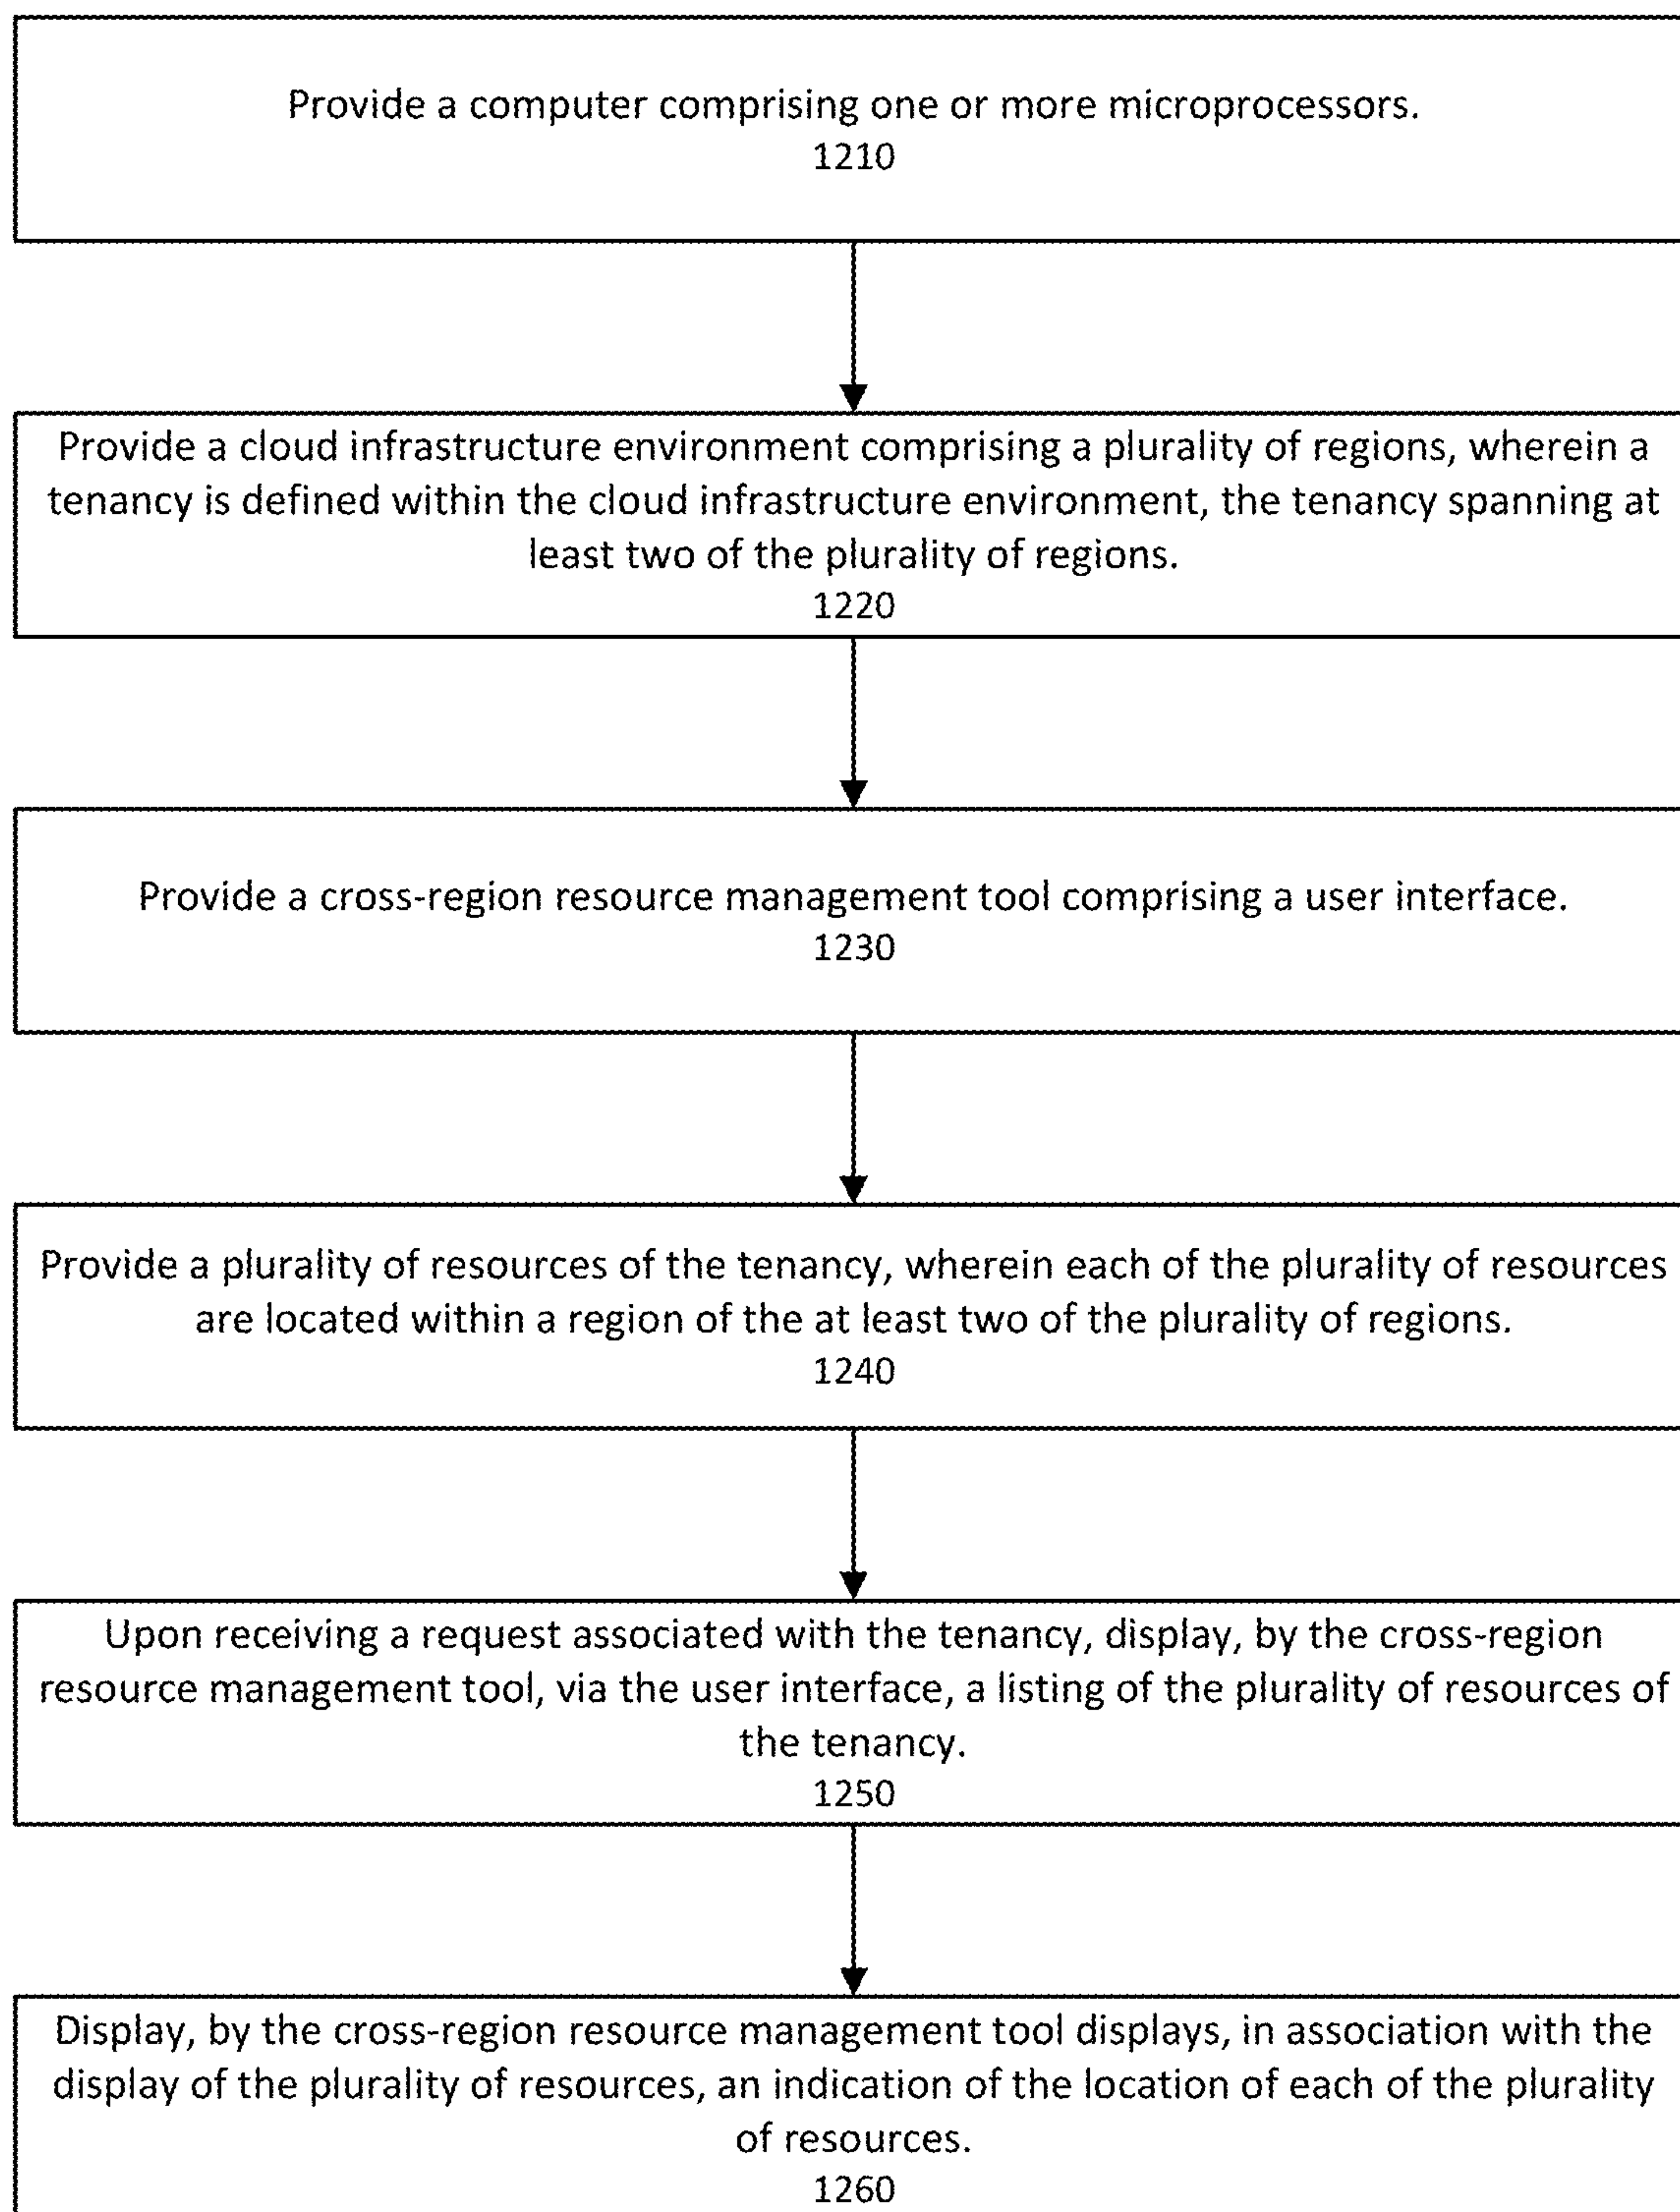 Provide a computer comprising one or more microprocessors.
1210
Provide a cloud infrastructure environment comprising a plurality of regions, wherein a
tenancy is defined within the cloud infrastructure environment, the tenancy spanning at
least two of the plurality of regions.
1220
Provide a cross-region resource management tool comprising a user interface.
1230
Provide a plurality of resources of the tenancy, wherein each of the plurality of resources
are located within a region of the at least two of the plurality of regions.
1240
Upon receiving a request associated with the tenancy, display, by the cross-region
resource management tool, via the user interface, a listing of the plurality of resources of
the tenancy.
1250
Display, by the cross-region resource management tool displays, in association with the
display of the plurality of resources, an indication of the location of each of the plurality
of resources.
1260